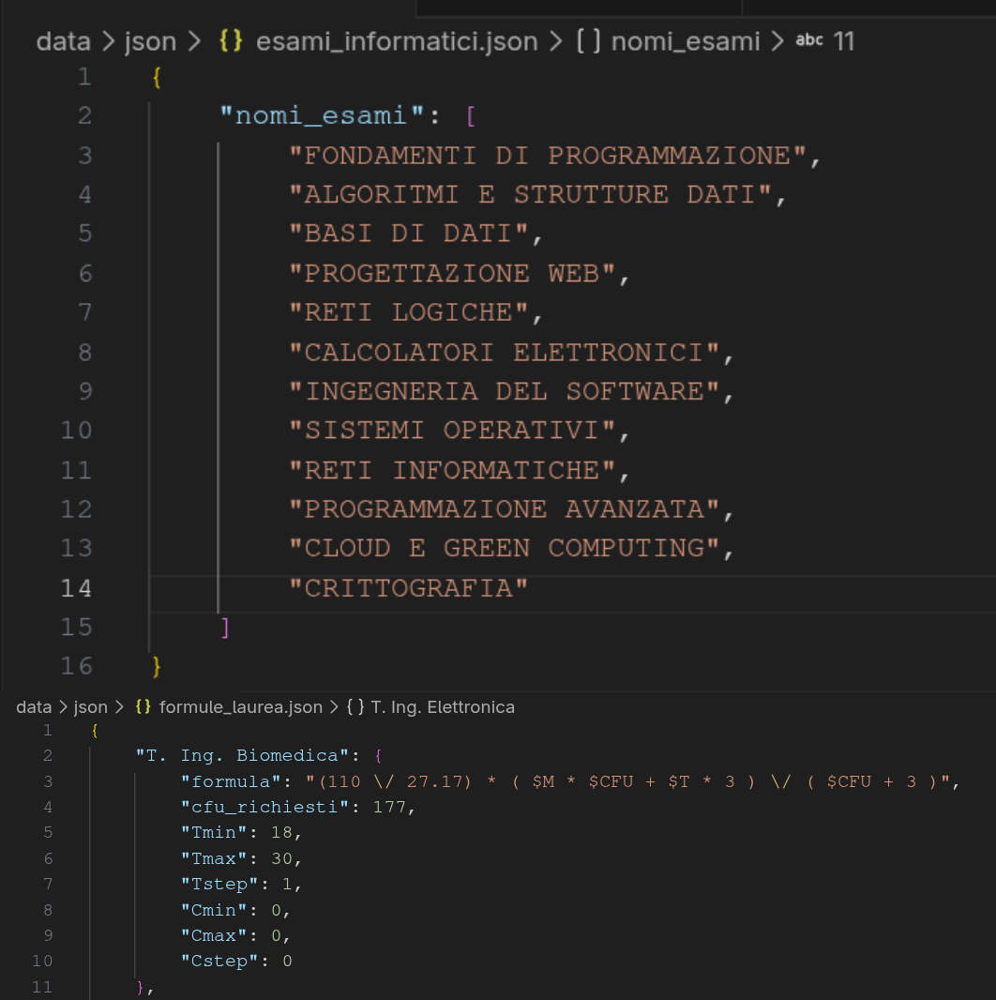 data > json > {} esami_informatici.json > [ ] nomi_esami > abc 11
1 {
2 "nomi_esami": [
3 "FONDAMENTI DI PROGRAMMAZIONE",
4 "ALGORITMI E STRUTTURE DATI",
5 "BASI DI DATI",
6 "PROGETTAZIONE WEB",
7 "RETI LOGICHE",
8 "CALCOLATORI ELETTRONICI",
9 "INGEGNERIA DEL SOFTWARE",
10 "SISTEMI OPERATIVI",
11 "RETI INFORMATICHE",
12 "PROGRAMMAZIONE AVANZATA",
13 "CLOUD E GREEN COMPUTING",
14 "CRITTOGRAFIA"
15 ]
16 }
data > json > {} formule_laurea.json > {} T. Ing. Elettronica
1 {
2 "T. Ing. Biomedica": {
3 "formula": "(110 \/ 27.17) * ( $M * $CFU + $T * 3 ) \/ ( $CFU + 3 )",
4 "cfu_richiesti": 177,
5 "Tmin": 18,
6 "Tmax": 30,
7 "Tstep": 1,
8 "Cmin": 0,
9 "Cmax": 0,
10 "Cstep": 0
11 },